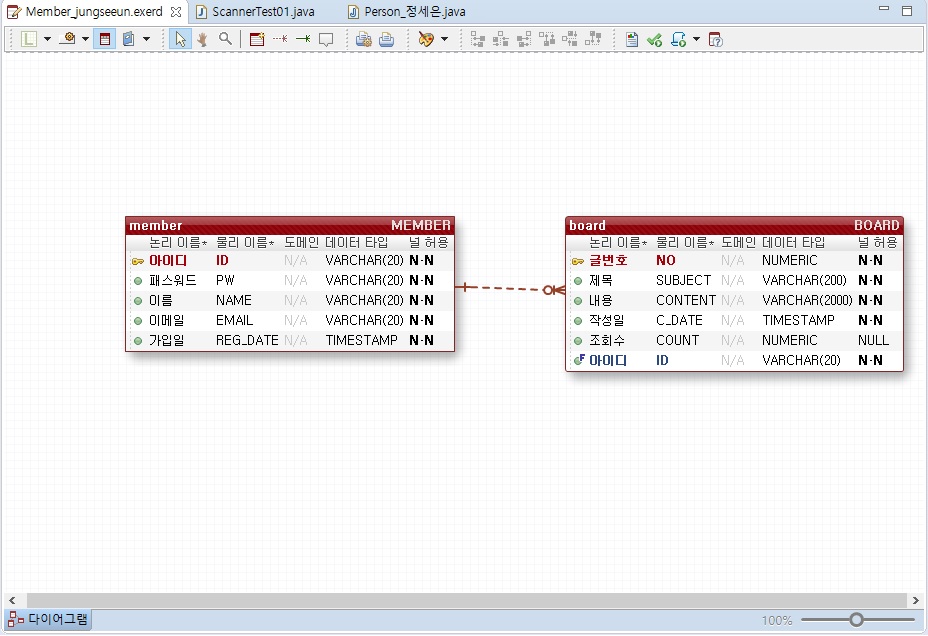 Member_jungseeun.exerd ScannerTest01.java Person_정세은.java
member MEMBER
논리 이름* 물리 이름* 도메인 데이터 타입 널 허용
아이디 ID N/A VARCHAR(20) N-N
패스워드 PW N/A VARCHAR(20) N-N
이름 NAME N/A VARCHAR(20) N-N
이메일 EMAIL N/A VARCHAR(20) N-N
가입일 REG_DATE N/A TIMESTAMP N-N
board BOARD
논리 이름* 물리 이름* 도메인 데이터 타입 널 허용
글번호 NO N/A NUMERIC N-N
제목 SUBJECT N/A VARCHAR(200) N-N
내용 CONTENT N/A VARCHAR(2000) N-N
작성일 C_DATE N/A TIMESTAMP N-N
조회수 COUNT N/A NUMERIC NULL
F 아이디 ID N/A VARCHAR(20) N-N
다이어그램 100%